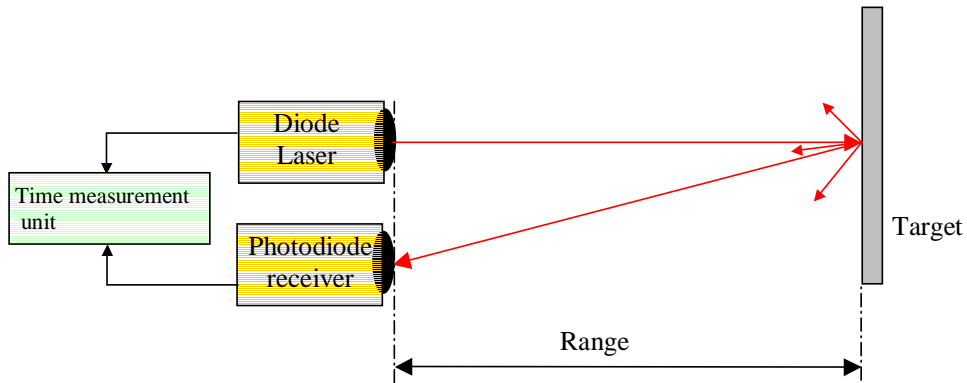 Diode
Laser
Time measurement
unit
Photodiode
receiver
Target
Range